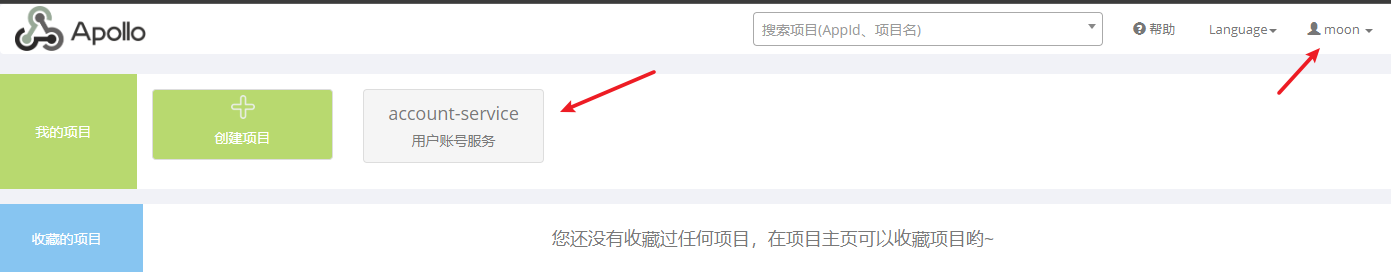 Apollo
搜索项目(AppId、项目名)
帮助
Language
moon
我的项目
创建项目
account-service
用户账号服务
收藏的项目
您还没有收藏过任何项目，在项目主页可以收藏项目哟~